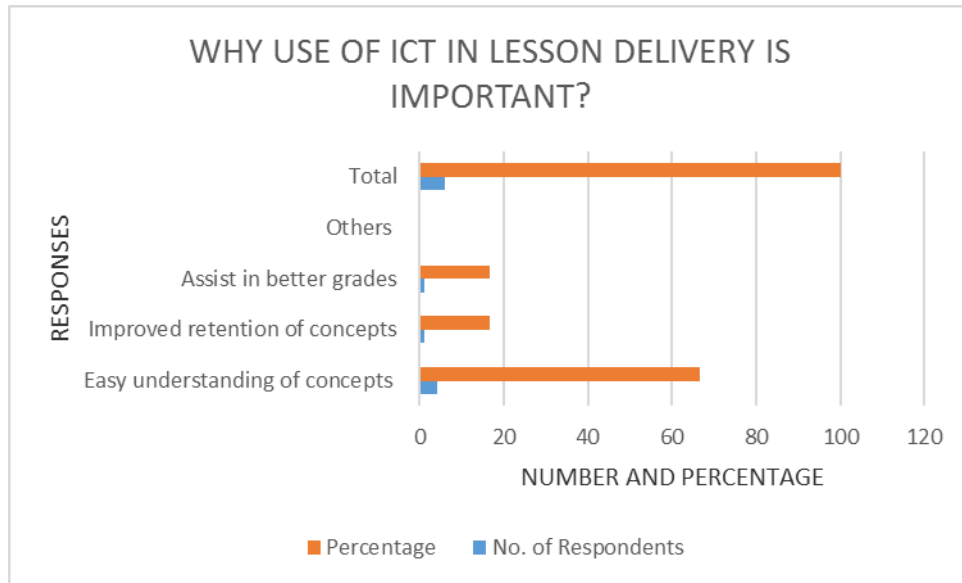 WHY USE OF ICT IN LESSON DELIVERY IS
IMPORTANT?
RESPONSES
Total
Others
Assist in better grades
Improved retention of concepts
Easy understanding of concepts
0 20 40 60 80 100 120
NUMBER AND PERCENTAGE
Percentage No. of Respondents